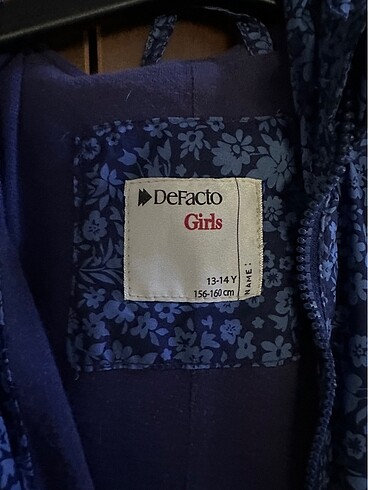 DeFacto
Girls
13-14 Y
156-160 cm
NAME: